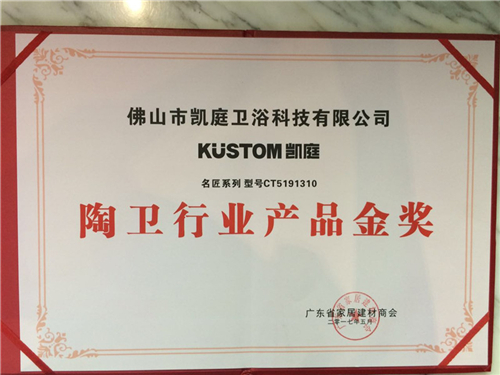 佛山市凯庭卫浴科技有限公司
KÜSTOM凯庭
名匠系列 型号CT5191310
陶卫行业产品金奖
广东省家居建材商会
二零一七年五月